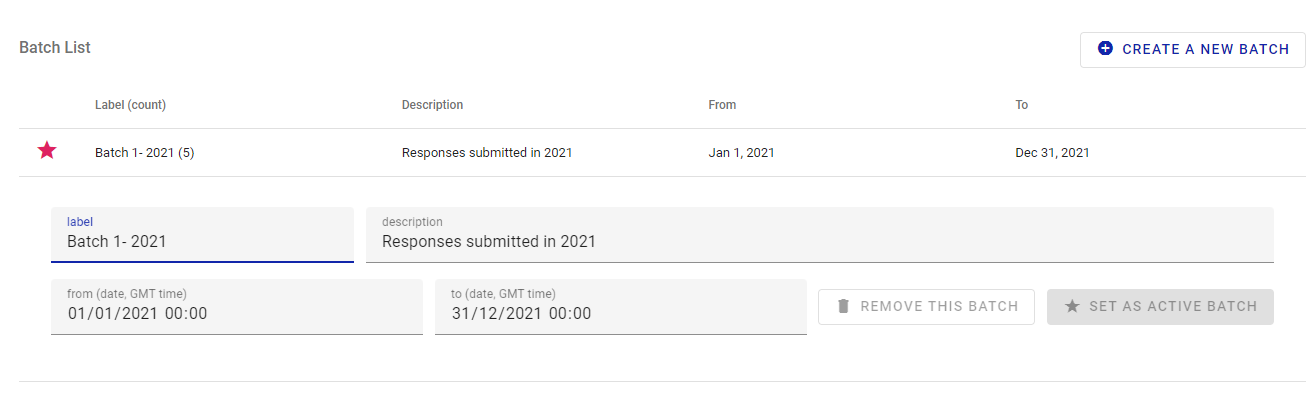 Batch List
CREATE A NEW BATCH
Label (count) Description From To
Batch 1- 2021 (5) Responses submitted in 2021 Jan 1, 2021 Dec 31, 2021
label description
Batch 1- 2021 Responses submitted in 2021
from (date, GMT time) to (date, GMT time)
01/01/2021 00:00 31/12/2021 00:00 REMOVE THIS BATCH SET AS ACTIVE BATCH